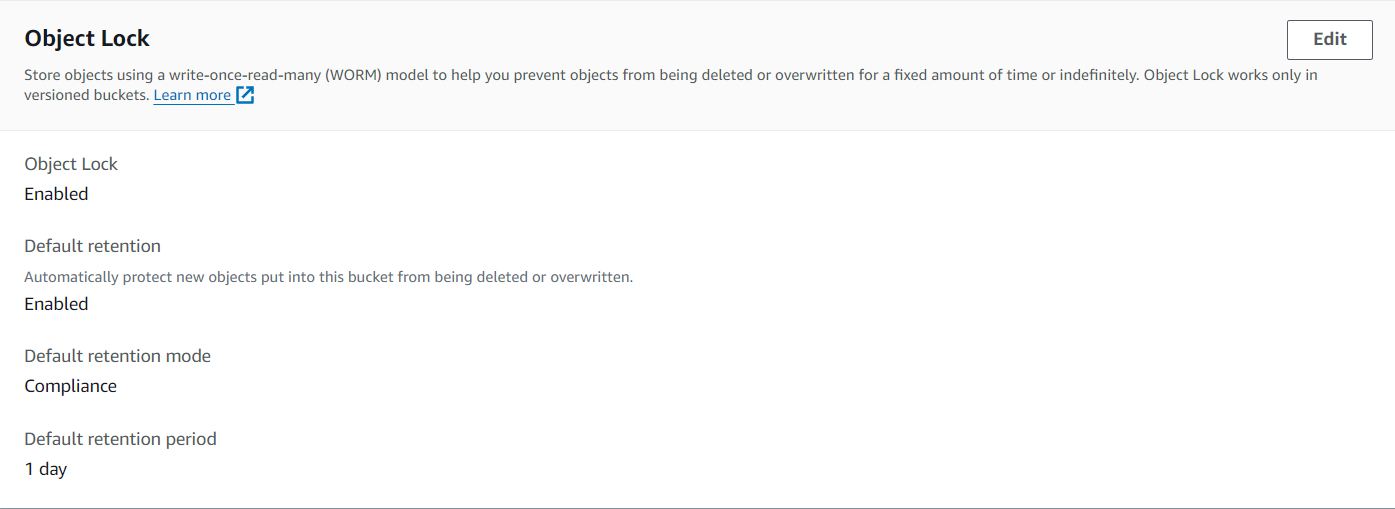 Object Lock
Edit
Store objects using a write-once-read-many (WORM) model to help you prevent objects from being deleted or overwritten for a fixed amount of time or indefinitely. Object Lock works only in
versioned buckets. Learn more
Object Lock
Enabled
Default retention
Automatically protect new objects put into this bucket from being deleted or overwritten.
Enabled
Default retention mode
Compliance
Default retention period
1 day